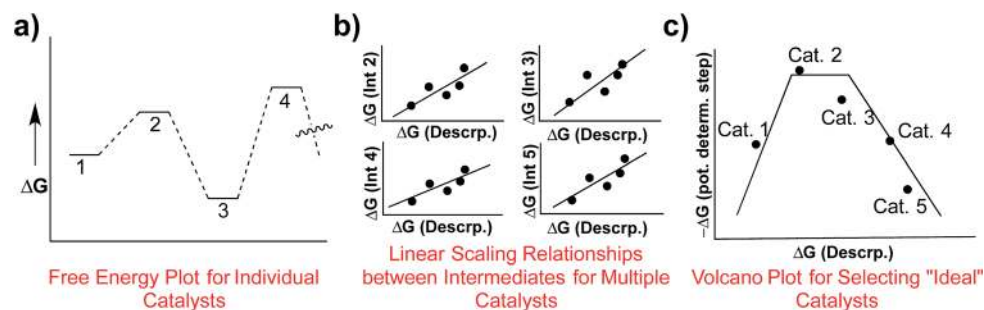 a)
ΔG
1
2
3
4
Free Energy Plot for Individual
Catalysts
b)
ΔG (Int 2)
ΔG (Descrp.)
ΔG (Int 3)
ΔG (Descrp.)
ΔG (Int 4)
ΔG (Descrp.)
ΔG (Int 5)
ΔG (Descrp.)
Linear Scaling Relationships
between Intermediates for Multiple
Catalysts
c)
−ΔG (pot. determ. step)
Cat. 1
Cat. 2
Cat. 3
Cat. 4
Cat. 5
ΔG (Descrp.)
Volcano Plot for Selecting "Ideal"
Catalysts